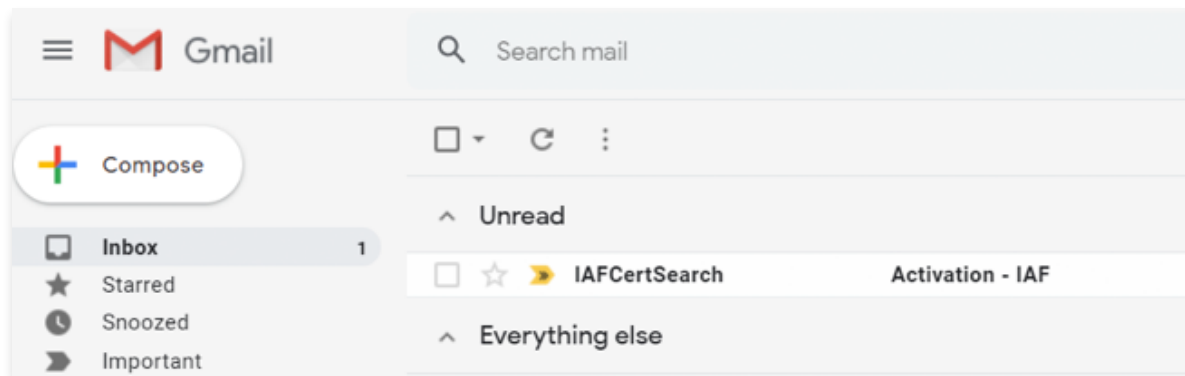 Gmail
Search mail
Compose
Unread
Inbox 1
IAFCertSearch Activation - IAF
Starred
Snoozed
Everything else
Important